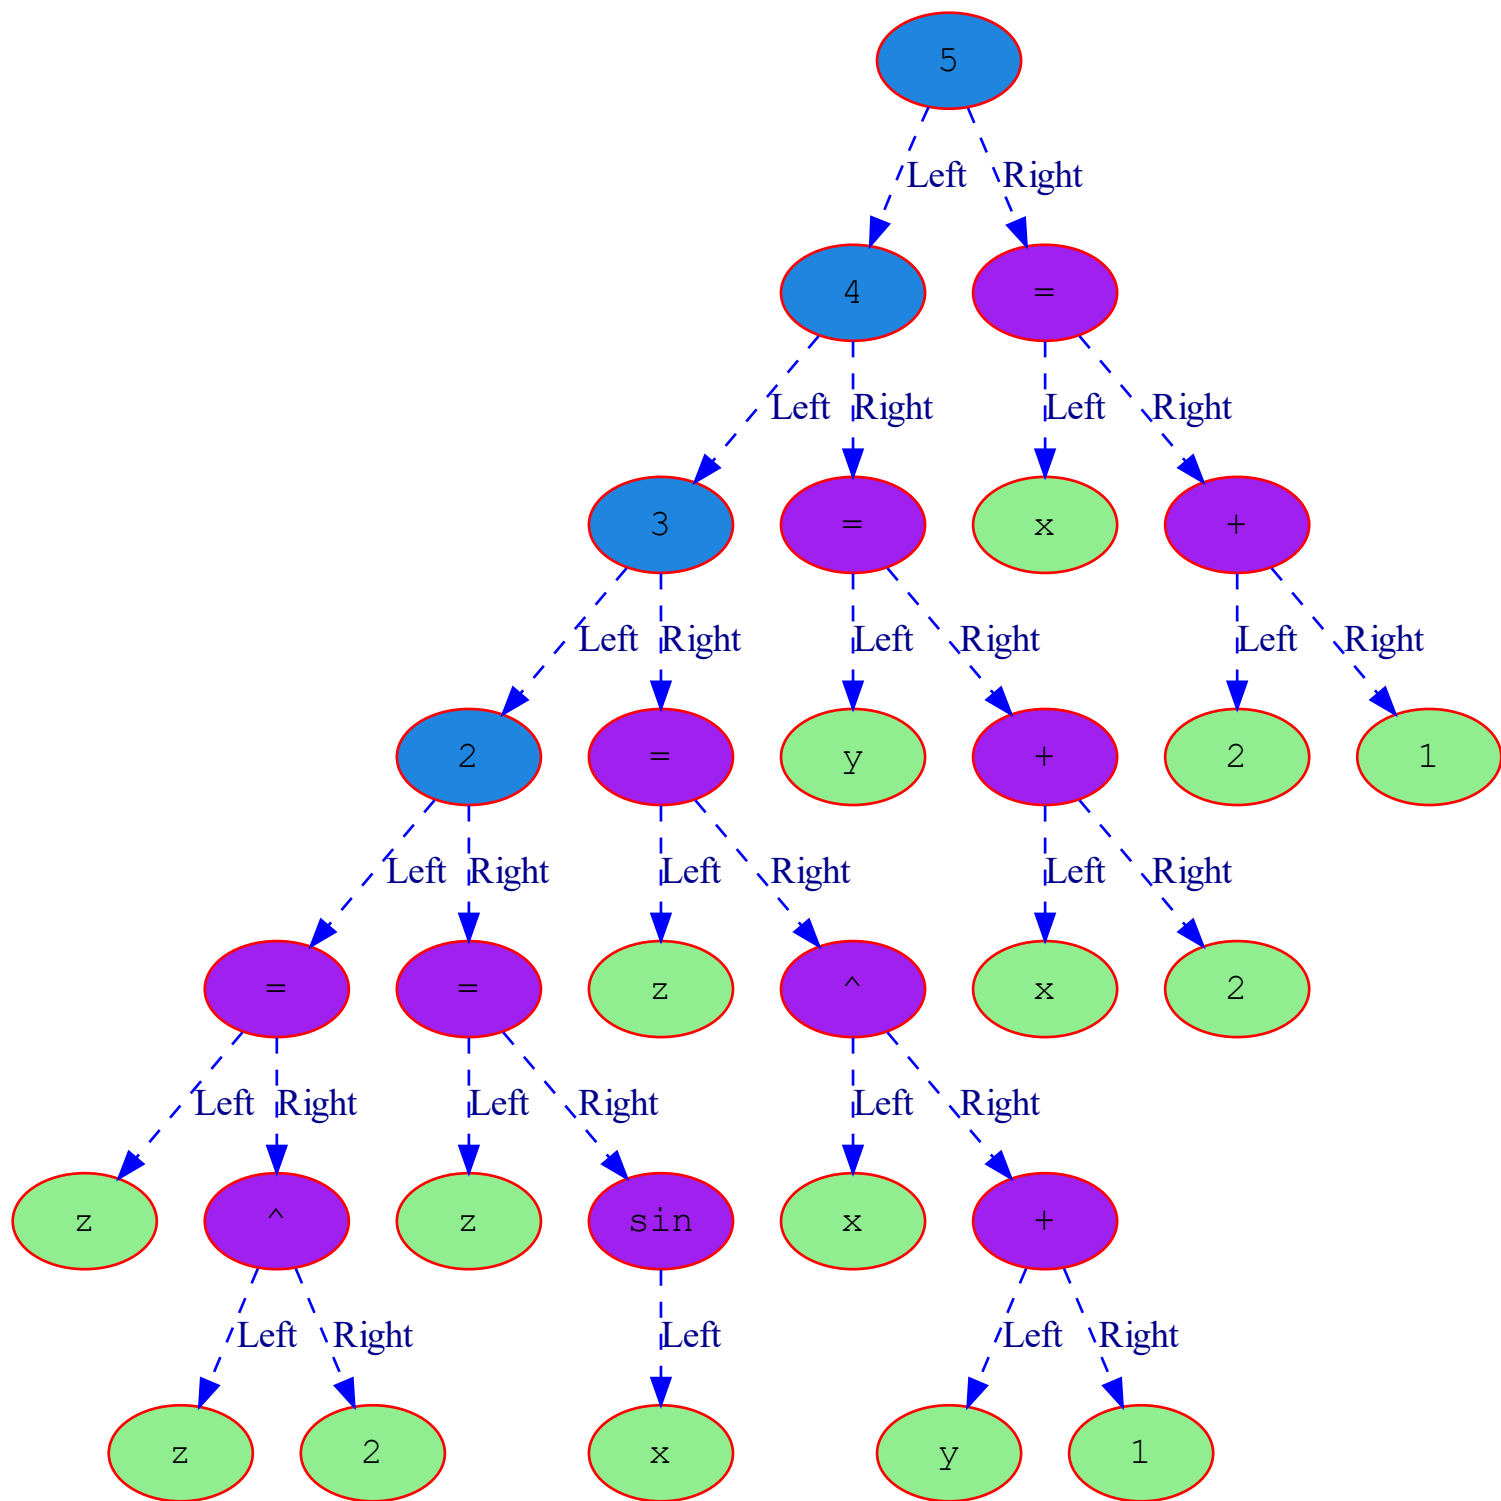 5
Left Right
4 =
Left Right Left Right
3 = x +
Left Right Left Right Left Right
2 = y + 2 1
Left Right Left Right Left Right
= = z ^ x 2
Left Right Left Right Left Right
z ^ z sin x +
Left Right Left Left Right
z 2 x y 1